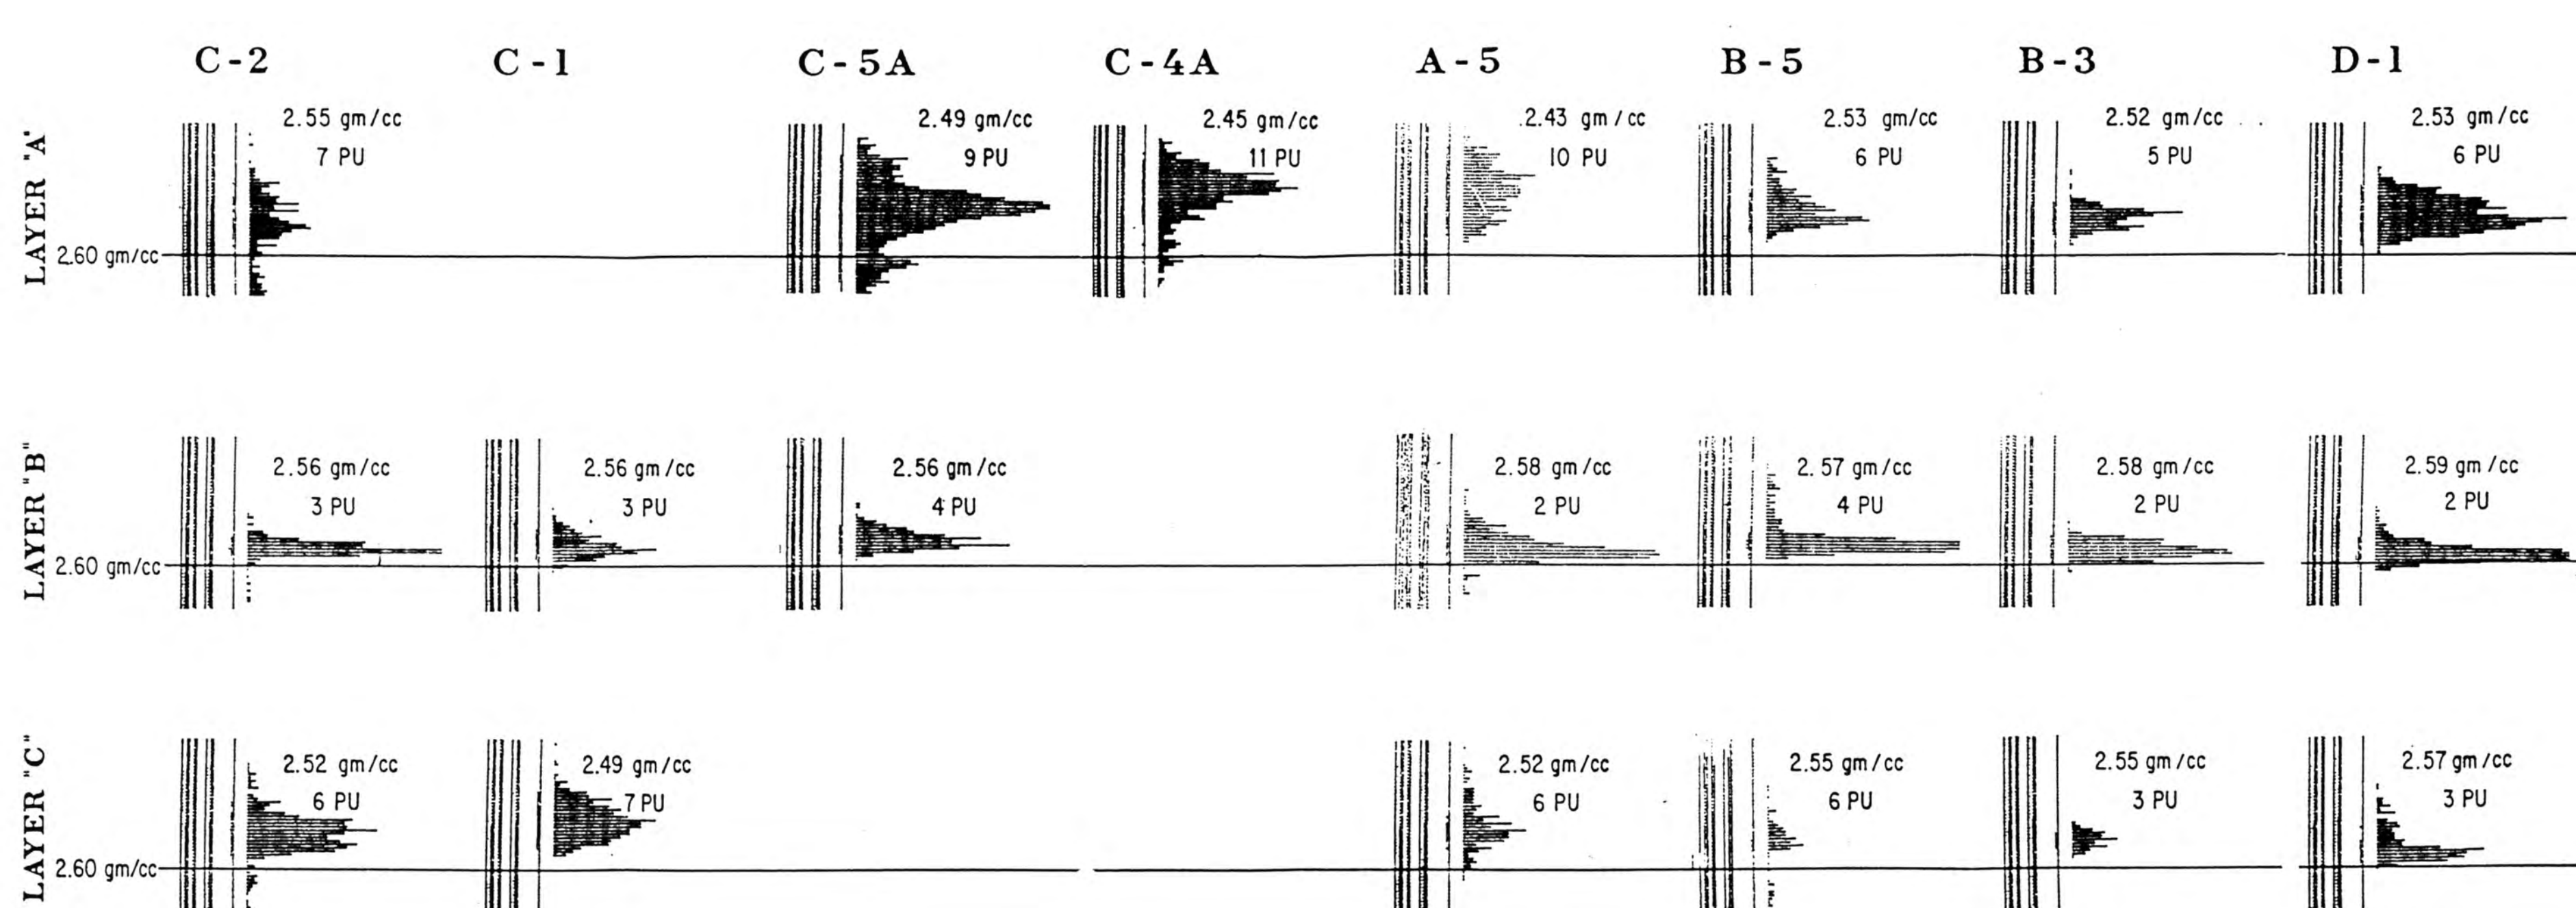 C-2 C-1 C-5A C-4A A-5 B-5 B-3 D-1
LAYER "A"
2.55 gm/cc 2.49 gm/cc 2.45 gm/cc 2.43 gm/cc 2.53 gm/cc 2.52 gm/cc 2.53 gm/cc
7 PU 9 PU 11 PU 10 PU 6 PU 5 PU 6 PU
2.60 gm/cc
LAYER "B"
2.56 gm/cc 2.56 gm/cc 2.56 gm/cc 2.58 gm/cc 2.57 gm/cc 2.58 gm/cc 2.59 gm/cc
3 PU 3 PU 4 PU 2 PU 4 PU 2 PU 2 PU
2.60 gm/cc
LAYER "C"
2.52 gm/cc 2.49 gm/cc 2.52 gm/cc 2.55 gm/cc 2.55 gm/cc 2.57 gm/cc
6 PU 7 PU 6 PU 6 PU 3 PU 3 PU
2.60 gm/cc